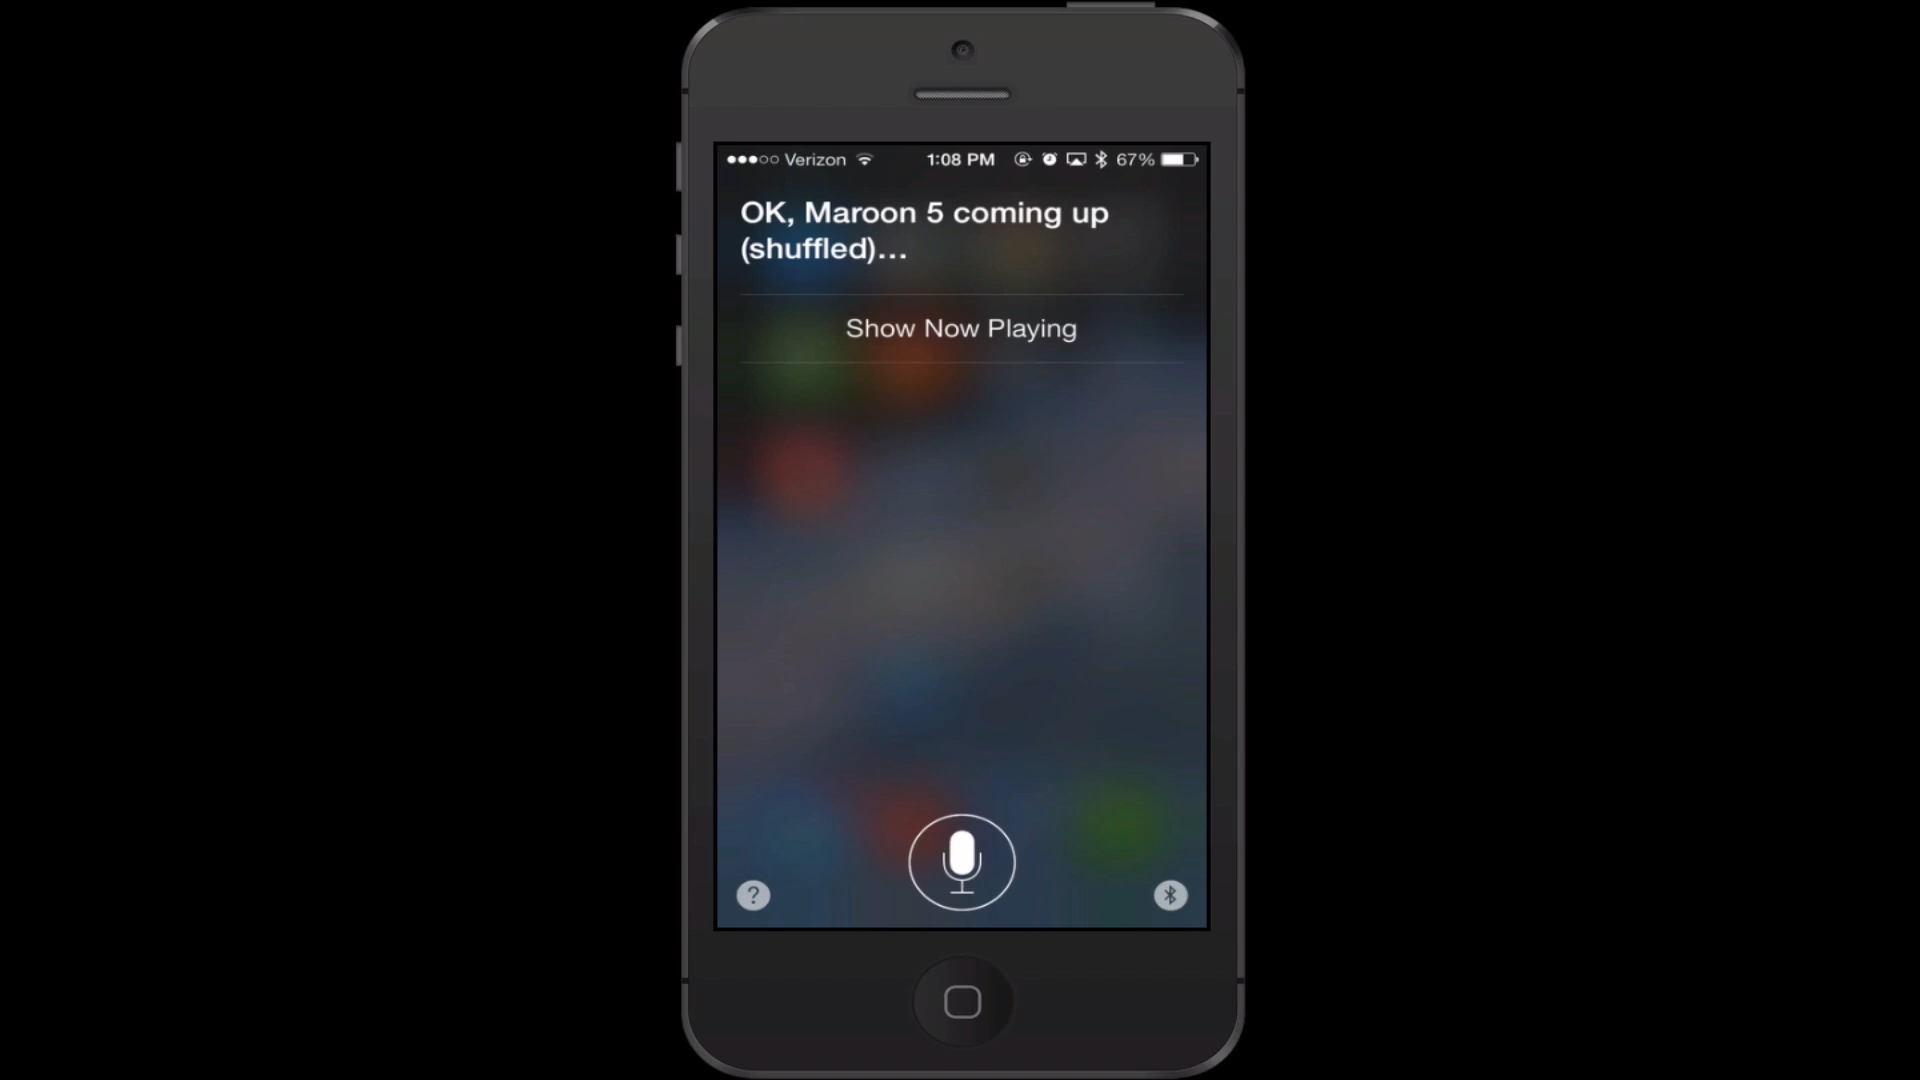 Verizon 1:08 PM 67%
OK, Maroon 5 coming up
(shuffled)...
Show Now Playing
?